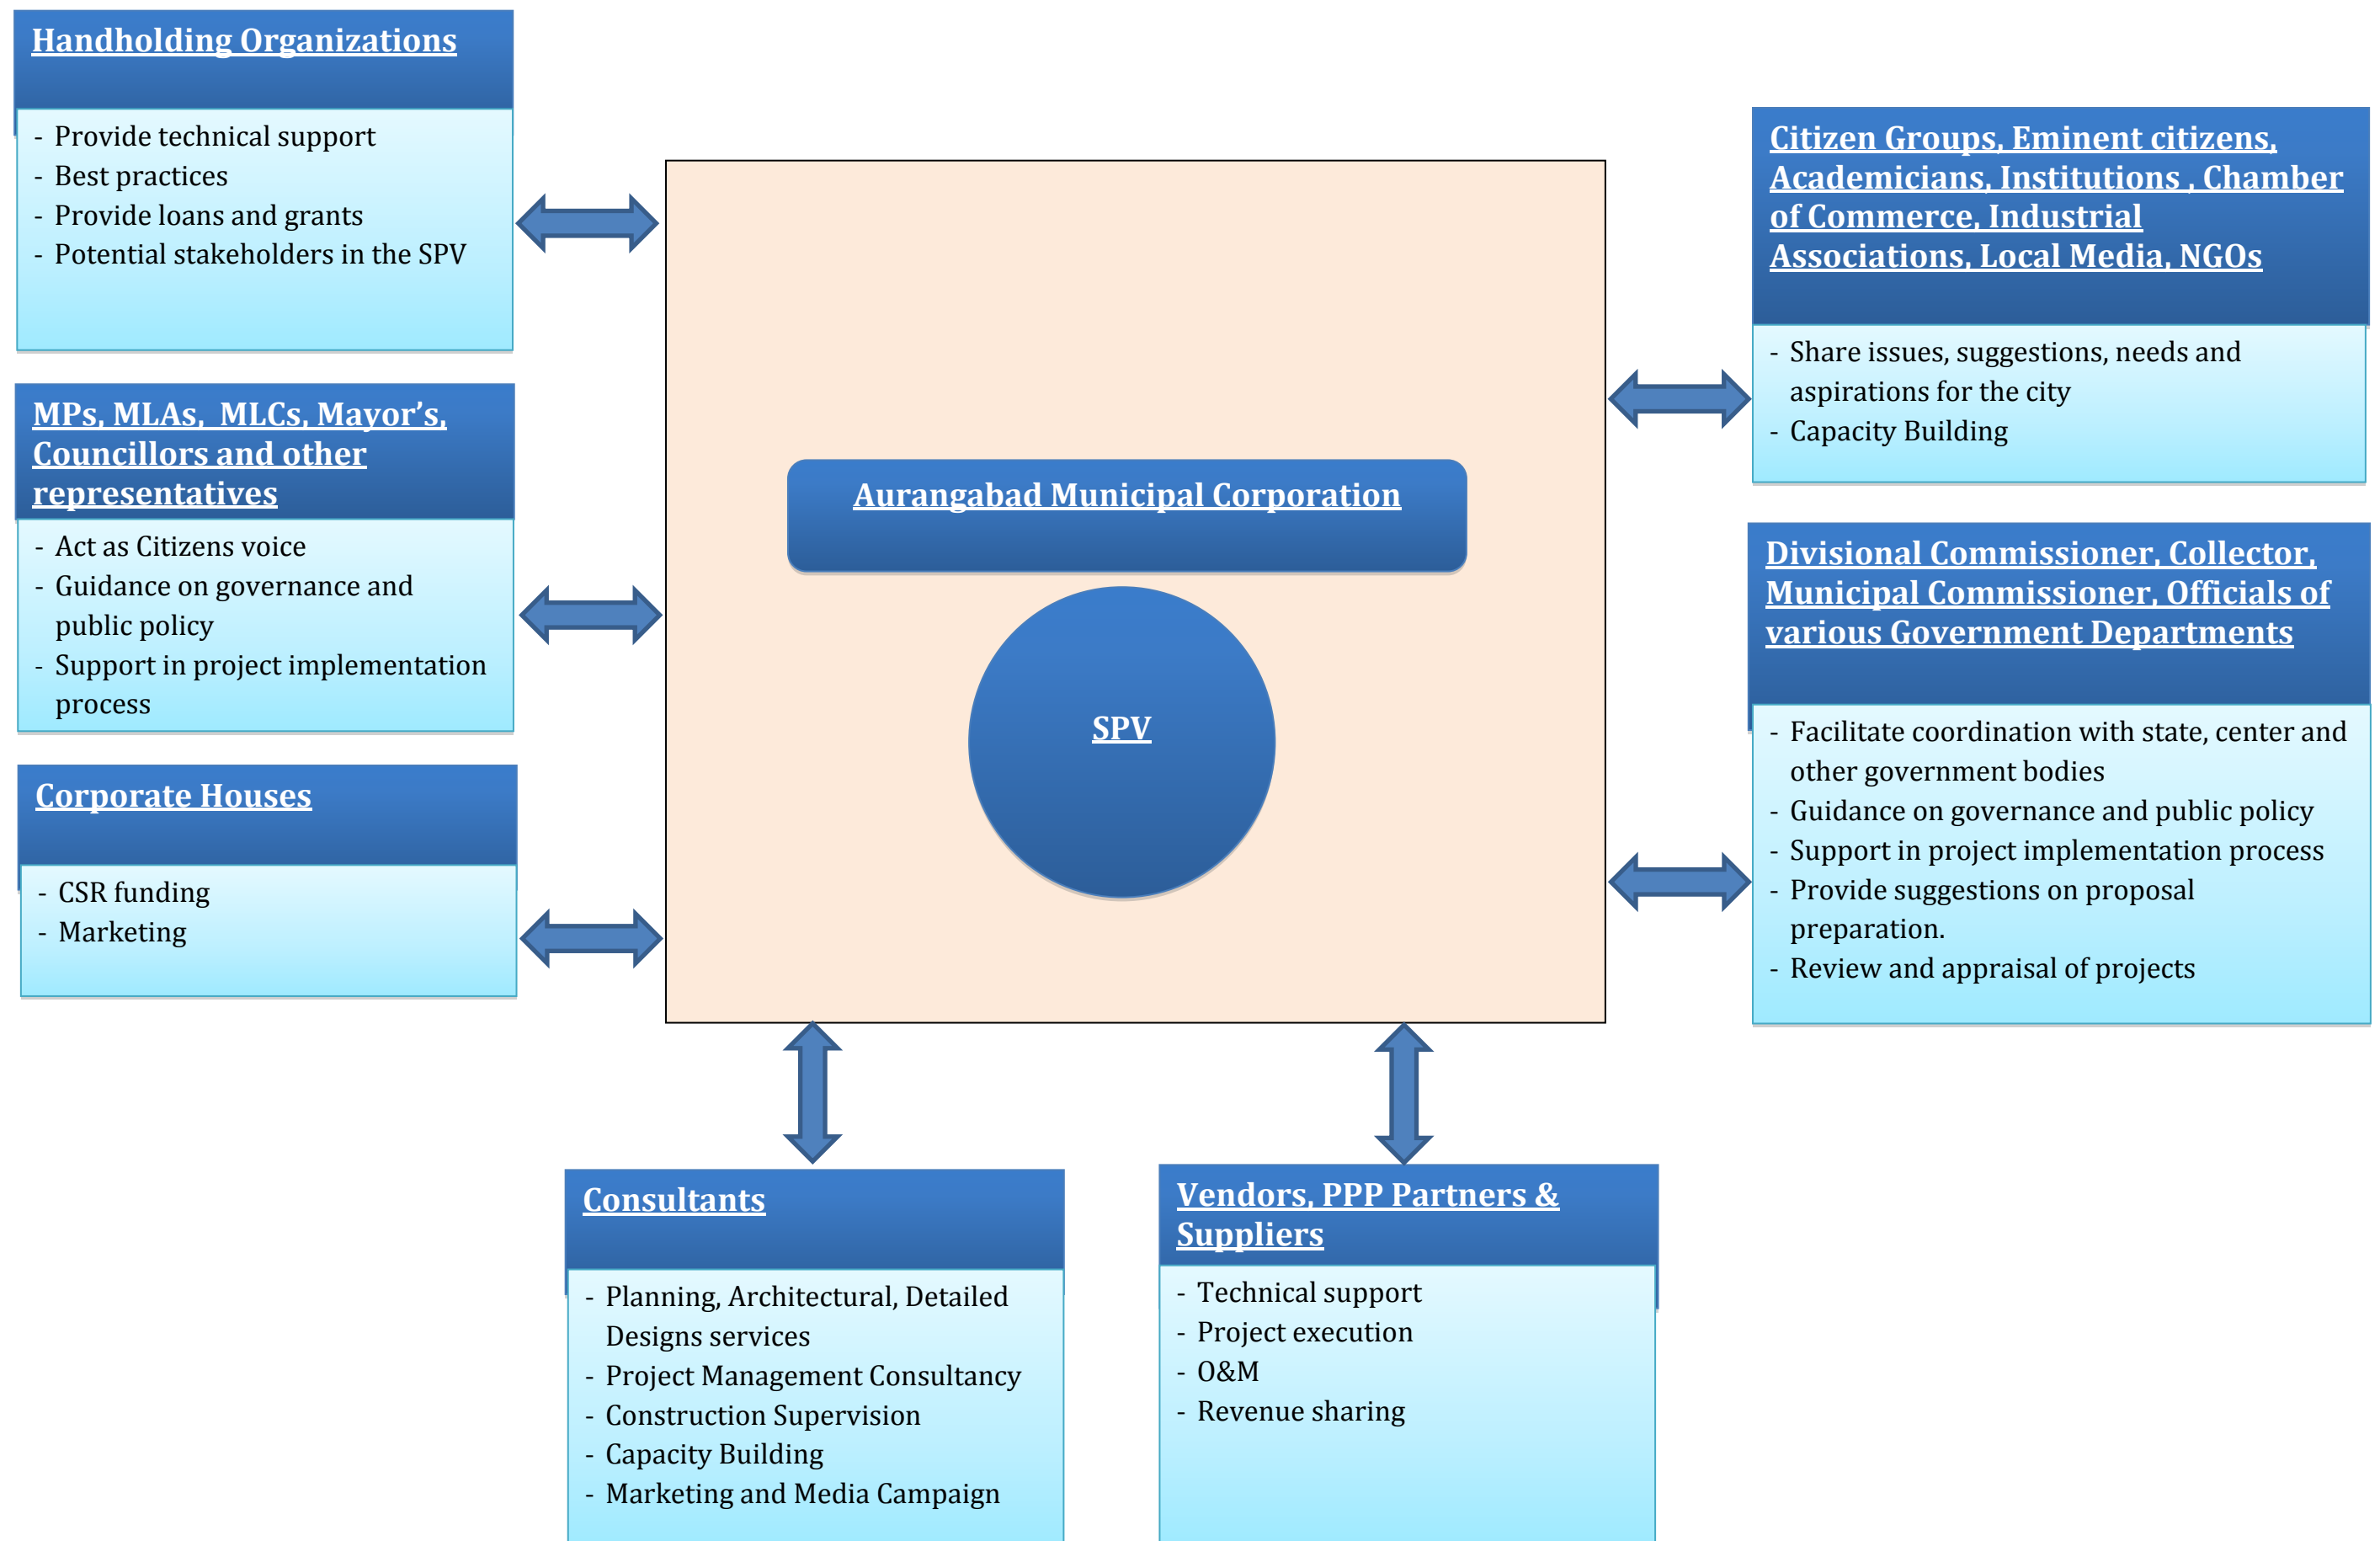 Handholding Organizations
- Provide technical support
- Best practices
- Provide loans and grants
- Potential stakeholders in the SPV
MPs, MLAs,  MLCs, Mayor’s,
Councillors and other
representatives
- Act as Citizens voice
- Guidance on governance and
public policy
- Support in project implementation
process
Corporate Houses
- CSR funding
- Marketing
Aurangabad Municipal Corporation
SPV
Citizen Groups, Eminent citizens,
Academicians, Institutions , Chamber
of Commerce, Industrial
Associations, Local Media, NGOs
- Share issues, suggestions, needs and
aspirations for the city
- Capacity Building
Divisional Commissioner, Collector,
Municipal Commissioner, Officials of
various Government Departments
- Facilitate coordination with state, center and
other government bodies
- Guidance on governance and public policy
- Support in project implementation process
- Provide suggestions on proposal
preparation.
- Review and appraisal of projects
Consultants
- Planning, Architectural, Detailed
Designs services
- Project Management Consultancy
- Construction Supervision
- Capacity Building
- Marketing and Media Campaign
Vendors, PPP Partners &
Suppliers
- Technical support
- Project execution
- O&M
- Revenue sharing